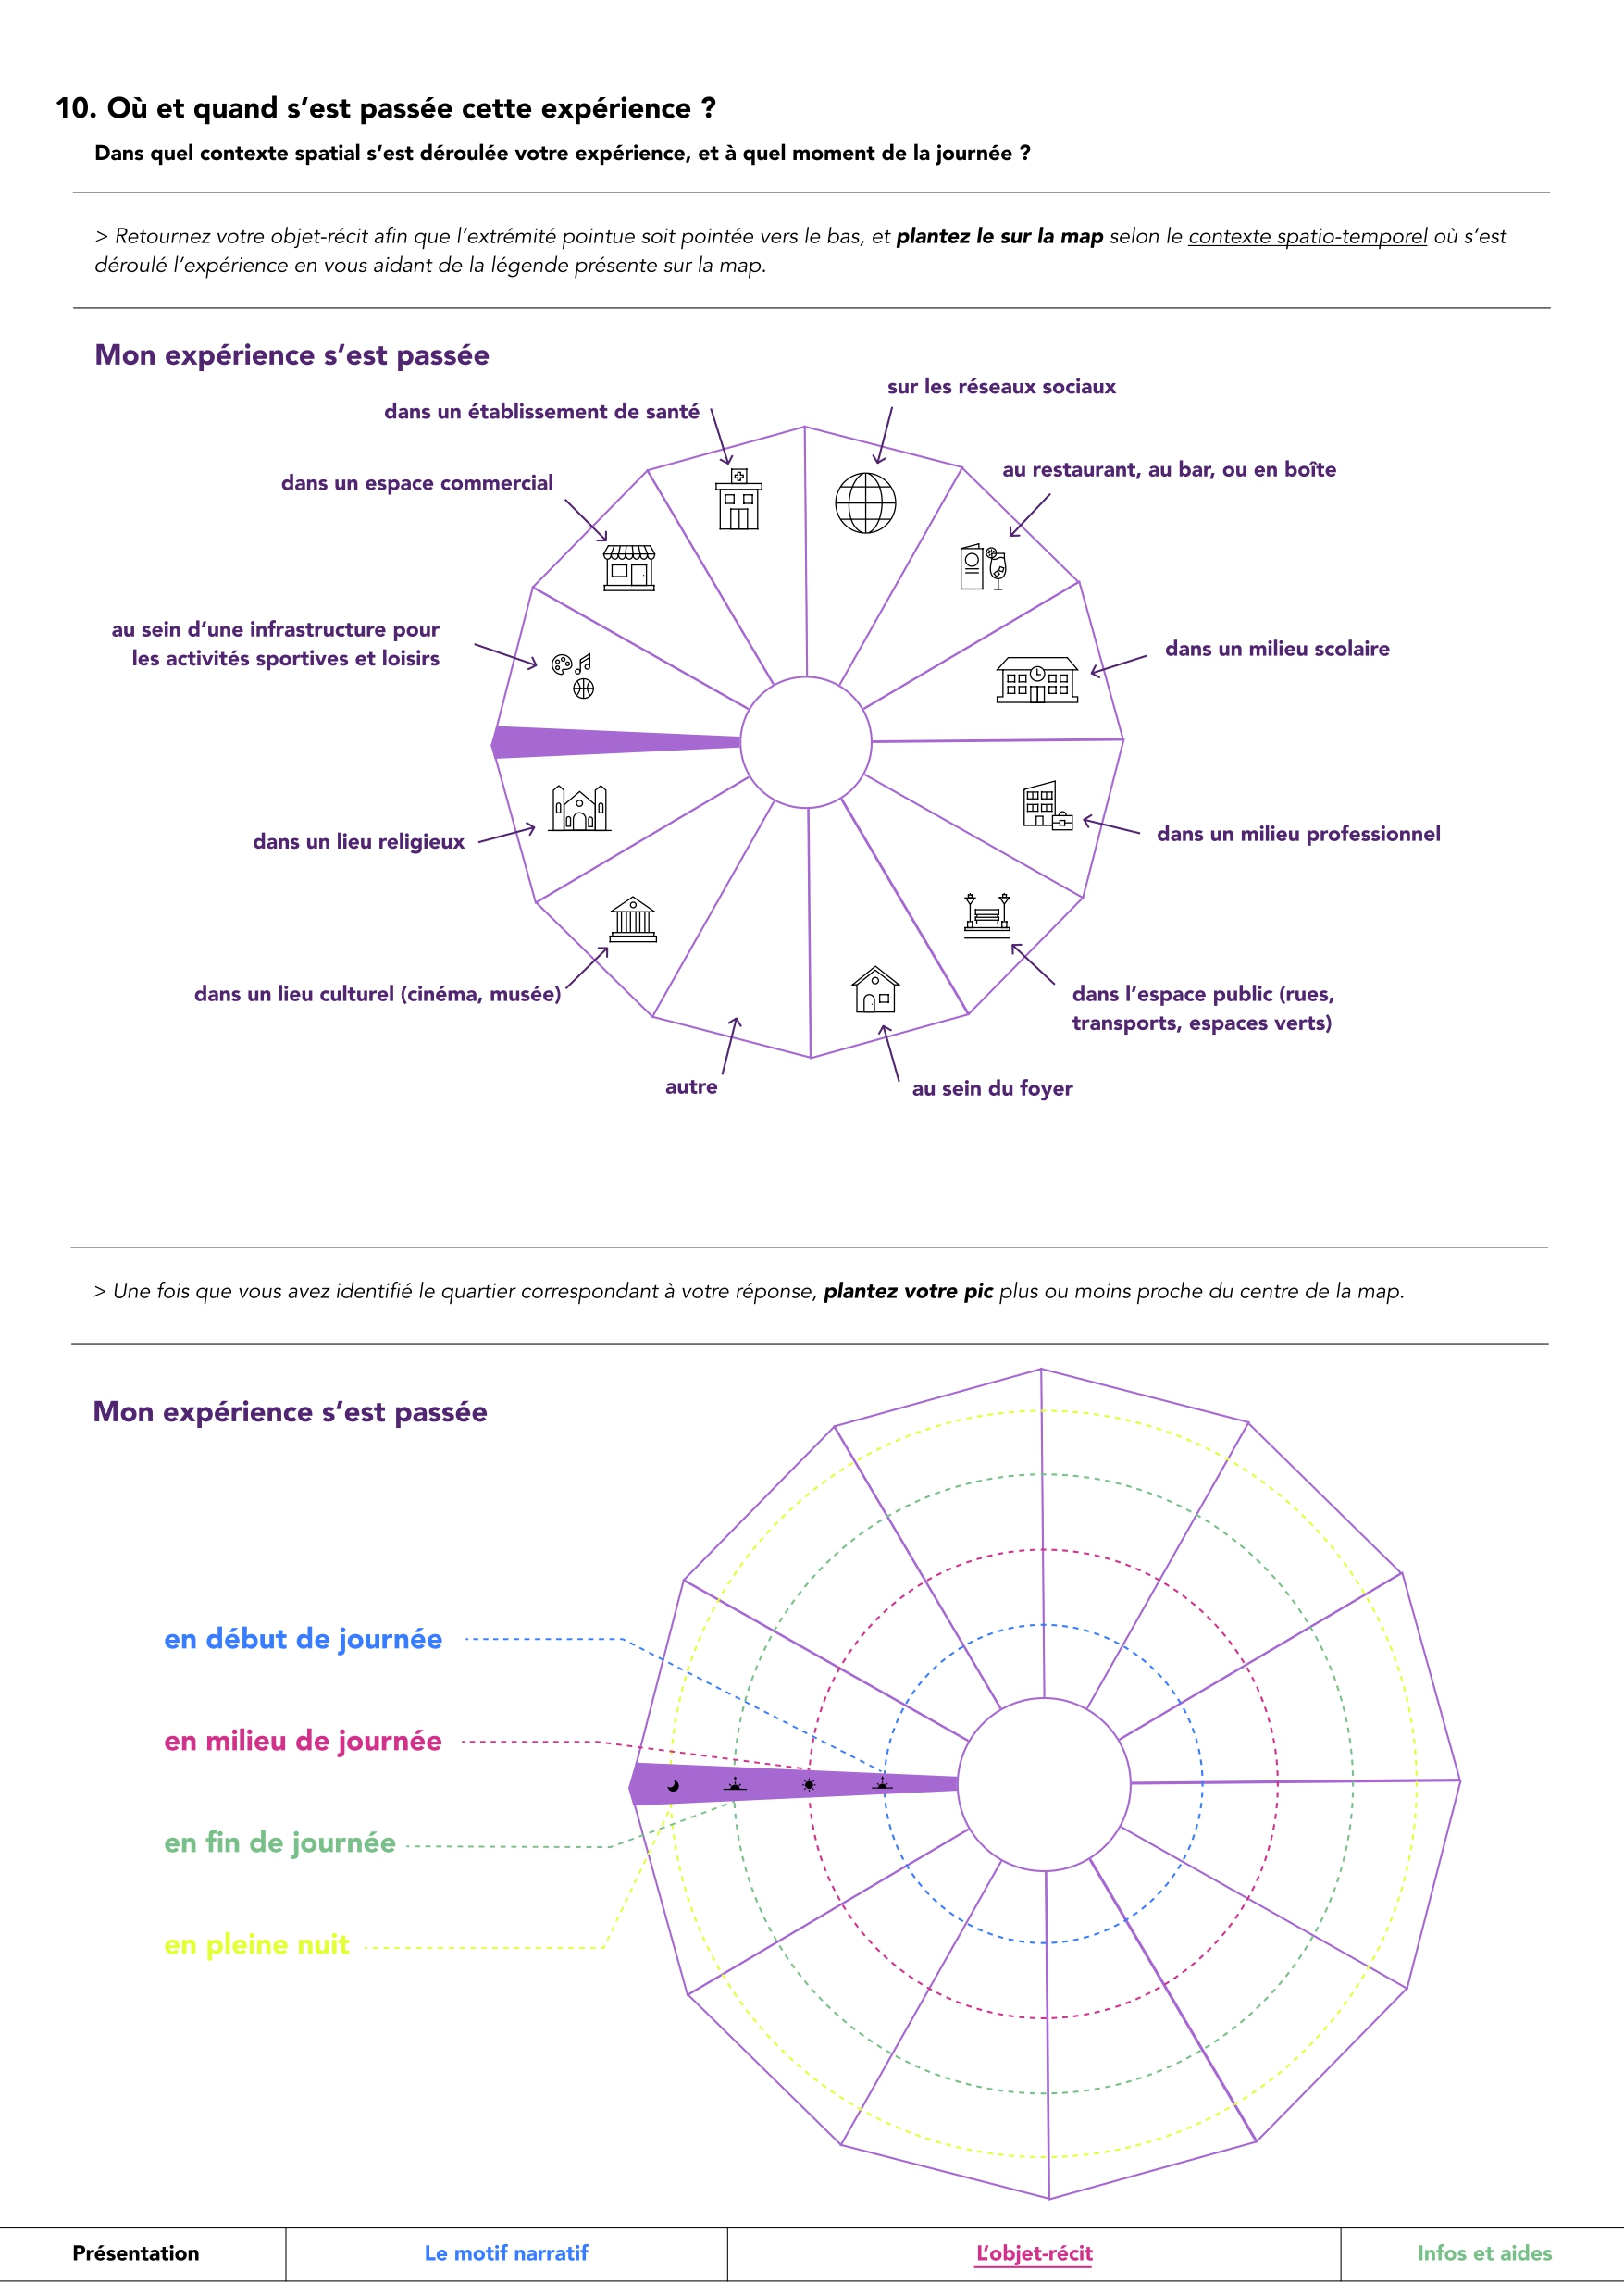 10. Où et quand s’est passée cette expérience ?
Dans quel contexte spatial s’est déroulée votre expérience, et à quel moment de la journée ?
> Retournez votre objet-récit afin que l’extrémité pointue soit pointée vers le bas, et plantez le sur la map selon le contexte spatio-temporel où s’est
déroulé l’expérience en vous aidant de la légende présente sur la map.
Mon expérience s’est passée
sur les réseaux sociaux
dans un établissement de santé
au restaurant, au bar, ou en boîte
dans un espace commercial
au sein d’une infrastructure pour
les activités sportives et loisirs
dans un milieu scolaire
dans un lieu religieux
dans un milieu professionnel
dans un lieu culturel (cinéma, musée)
dans l’espace public (rues,
transports, espaces verts)
autre
au sein du foyer
> Une fois que vous avez identifié le quartier correspondant à votre réponse, plantez votre pic plus ou moins proche du centre de la map.
Mon expérience s’est passée
en début de journée
en milieu de journée
en fin de journée
en pleine nuit
Présentation
Le motif narratif
L’objet-récit
Infos et aides